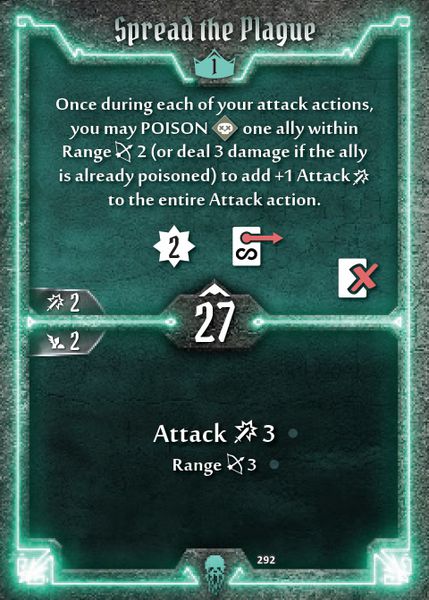 Spread the Plague
1
Once during each of your attack actions,
you may POISON one ally within
Range 2 (or deal 3 damage if the ally
is already poisoned) to add +1 Attack
to the entire Attack action.
2
2
27
2
Attack 3
Range 3
292